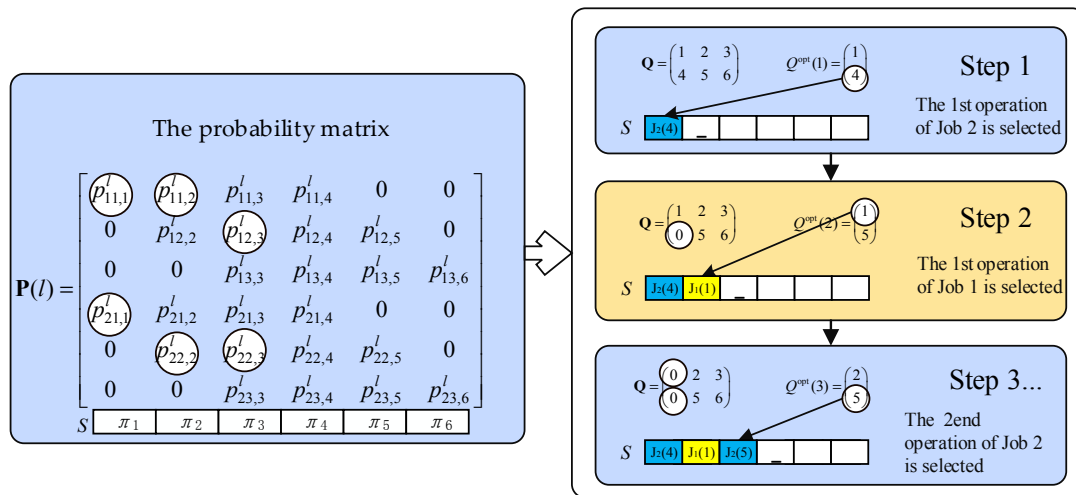 The probability matrix
P(l) =
p^l_{11,1} p^l_{11,2} p^l_{11,3} p^l_{11,4} 0 0
0 p^l_{12,2} p^l_{12,3} p^l_{12,4} p^l_{12,5} 0
0 0 p^l_{13,3} p^l_{13,4} p^l_{13,5} p^l_{13,6}
p^l_{21,1} p^l_{21,2} p^l_{21,3} p^l_{21,4} 0 0
0 p^l_{22,2} p^l_{22,3} p^l_{22,4} p^l_{22,5} 0
0 0 p^l_{23,3} p^l_{23,4} p^l_{23,5} p^l_{23,6}
S π1 π2 π3 π4 π5 π6
Step 1
Q = (1 2 3
4 5 6)
Q^opt(1) = (1
4)
The 1st operation
of Job 2 is selected
S J2(4) _
Step 2
Q = (1 2 3
0 5 6)
Q^opt(2) = (1
5)
The 1st operation
of Job 1 is selected
S J2(4) J1(1) _
Step 3...
Q = (0 2 3
0 5 6)
Q^opt(3) = (2
5)
The 2end
operation of Job 2
is selected
S J2(4) J1(1) J2(5) _